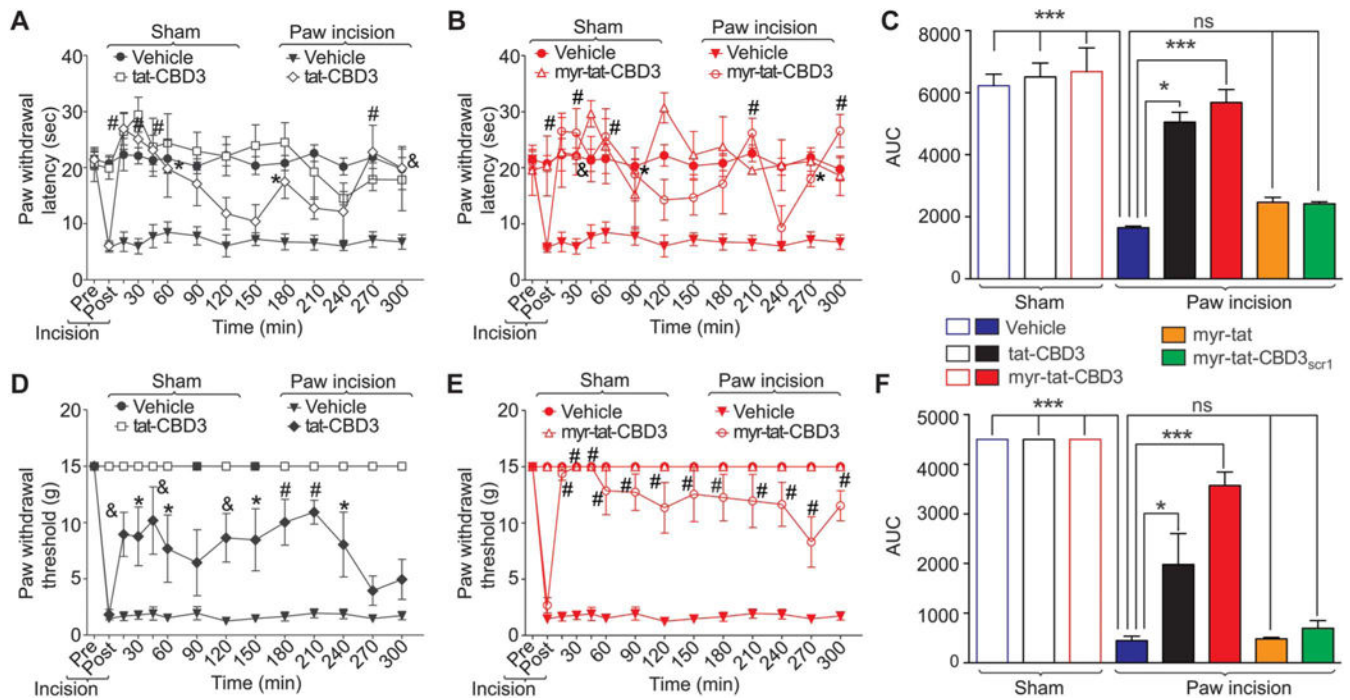 A
Sham
Paw incision
Vehicle
Vehicle
tat-CBD3
tat-CBD3
Paw withdrawal
latency (sec)
40
30
20
10
0
#
#
#
*
*
#
&
Pre
Post
30
60
90
120
150
180
210
240
270
300
Incision
Time (min)
B
Sham
Paw incision
Vehicle
Vehicle
myr-tat-CBD3
myr-tat-CBD3
Paw withdrawal
latency (sec)
40
30
20
10
0
#
#
#
&
*
#
*
#
Pre
Post
30
60
90
120
150
180
210
240
270
300
Incision
Time (min)
C
***
ns
***
*
AUC
8000
6000
4000
2000
0
Sham
Paw incision
Vehicle
tat-CBD3
myr-tat-CBD3
myr-tat
myr-tat-CBD3scr1
D
Sham
Paw incision
Vehicle
Vehicle
tat-CBD3
tat-CBD3
Paw withdrawal
threshold (g)
20
15
10
5
0
&
*
&
*
&
*
#
#
*
Pre
Post
30
60
90
120
150
180
210
240
270
300
Incision
Time (min)
E
Sham
Paw incision
Vehicle
Vehicle
myr-tat-CBD3
myr-tat-CBD3
Paw withdrawal
threshold (g)
20
15
10
5
0
# #
# # # # # # # # # #
Pre
Post
30
60
90
120
150
180
210
240
270
300
Incision
Time (min)
F
***
ns
***
*
AUC
5000
4000
3000
2000
1000
0
Sham
Paw incision